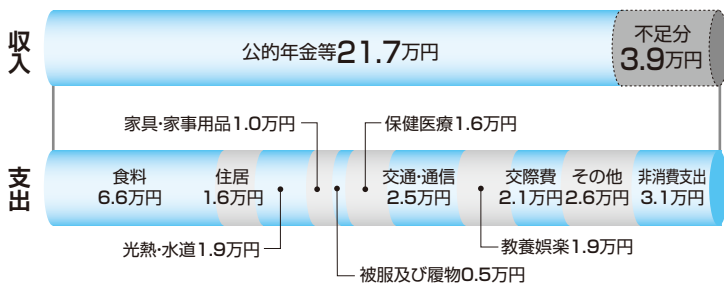 収入
公的年金等21.7万円
不足分
3.9万円
家具・家事用品1.0万円
保健医療1.6万円
支出
食料
6.6万円
住居
1.6万円
交通・通信
2.5万円
交際費
2.1万円
その他
2.6万円
非消費支出
3.1万円
光熱・水道1.9万円
教養娯楽1.9万円
被服及び履物0.5万円